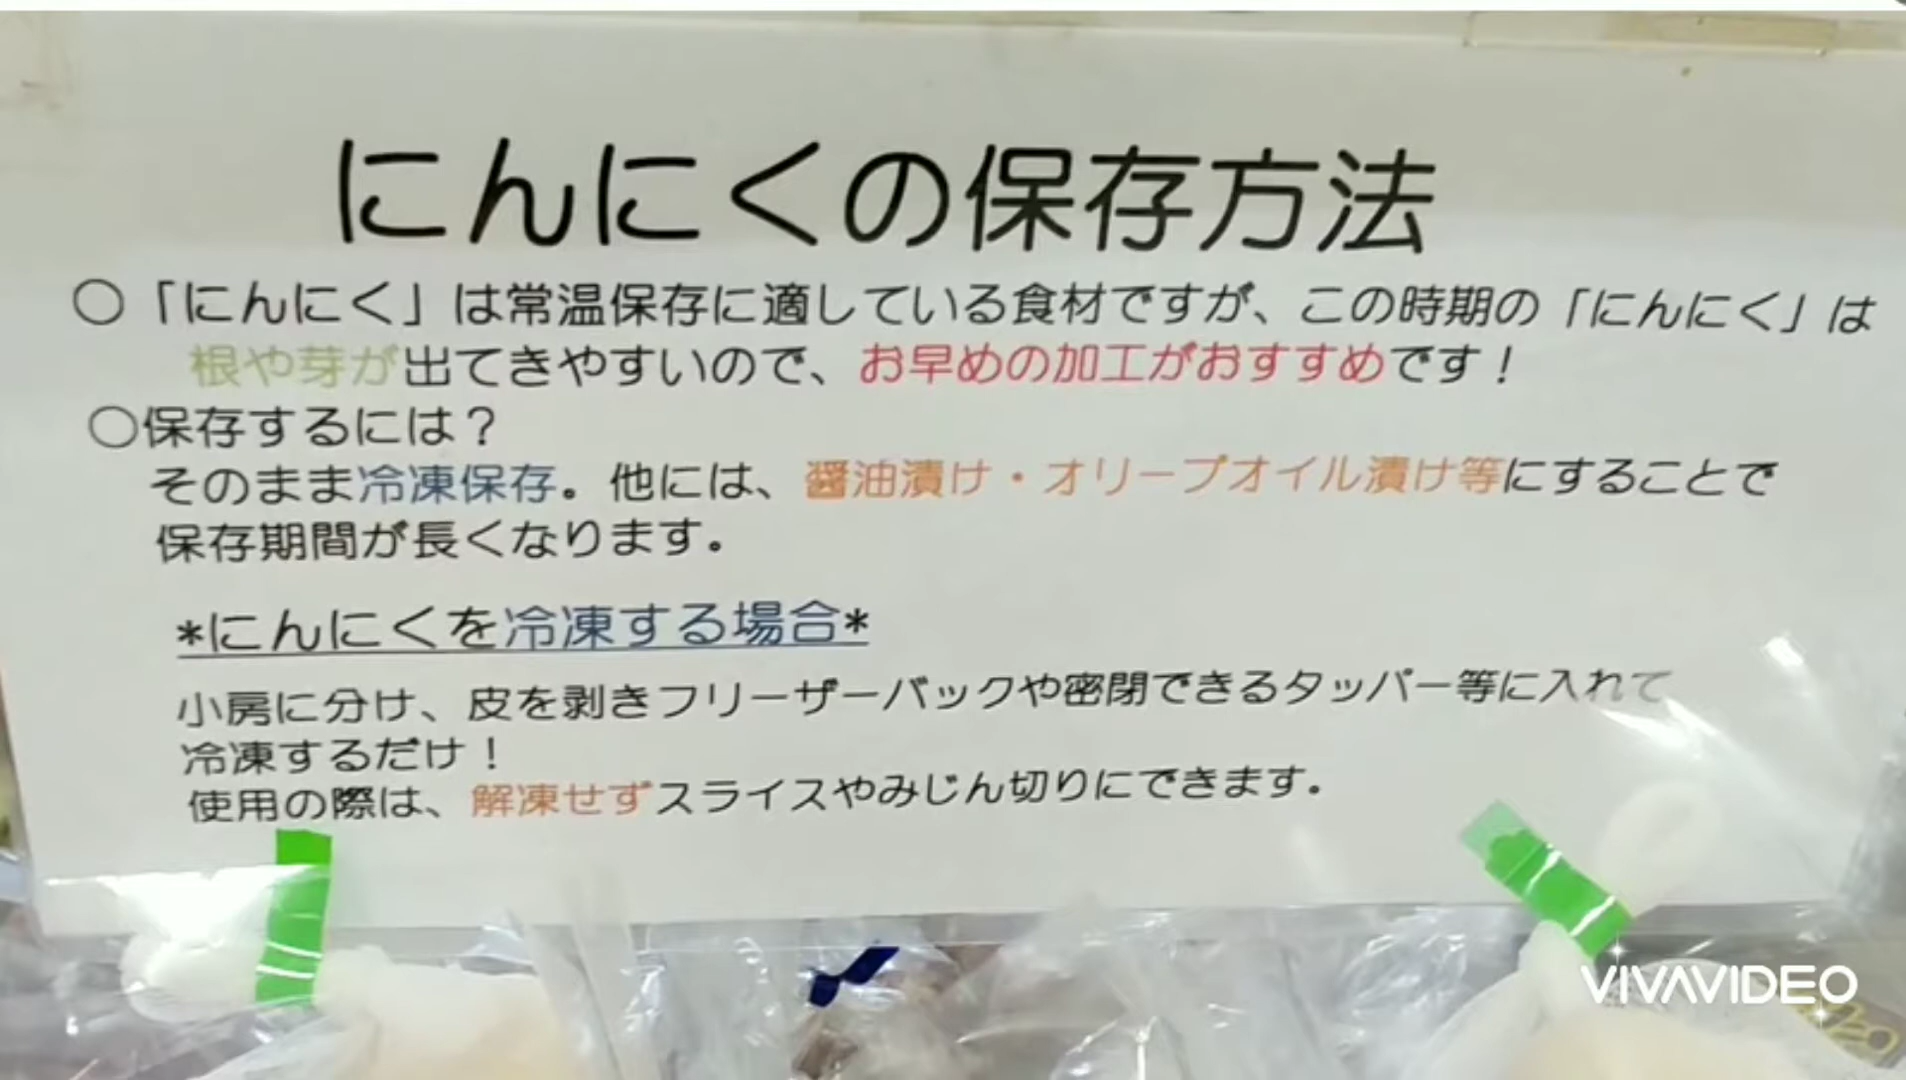 にんにくの保存方法
○「にんにく」は常温保存に適している食材ですが、この時期の「にんにく」は
根や芽が出てきやすいので、お早めの加工がおすすめです！
○保存するには？
そのまま冷凍保存。他には、醤油漬け・オリーブオイル漬け等にすることで
保存期間が長くなります。
*にんにくを冷凍する場合*
小房に分け、皮を剥きフリーザーバックや密閉できるタッパー等に入れて
冷凍するだけ！
使用の際は、解凍せずスライスやみじん切りにできます。
VIVAVIDEO